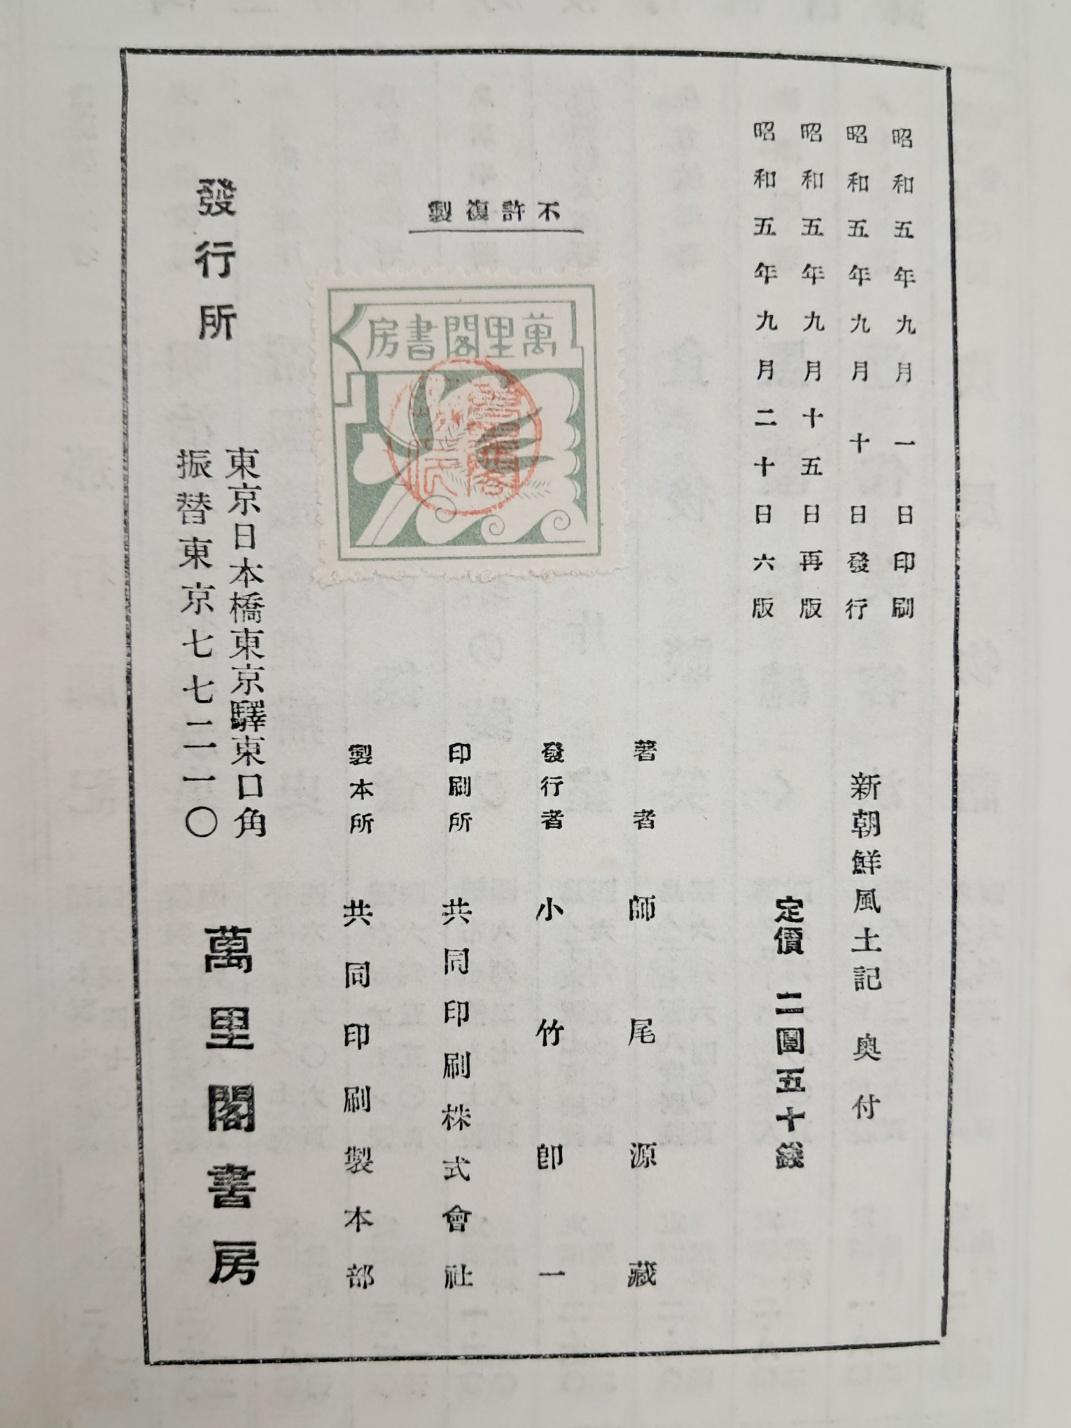 昭和五年九月一日印刷
昭和五年九月十日發行
昭和五年九月十五日再版
昭和五年九月二十日六版
新朝鮮風土記 奥付
定價 二圓五十錢
不許復製
萬里閣書房
著者 師尾源藏
發行者 小竹卽一
印刷所 共同印刷株式會社
製本所 共同印刷製本部
發行所
東京日本橋東京驛東口角
振替東京七七二一〇
萬里閣書房